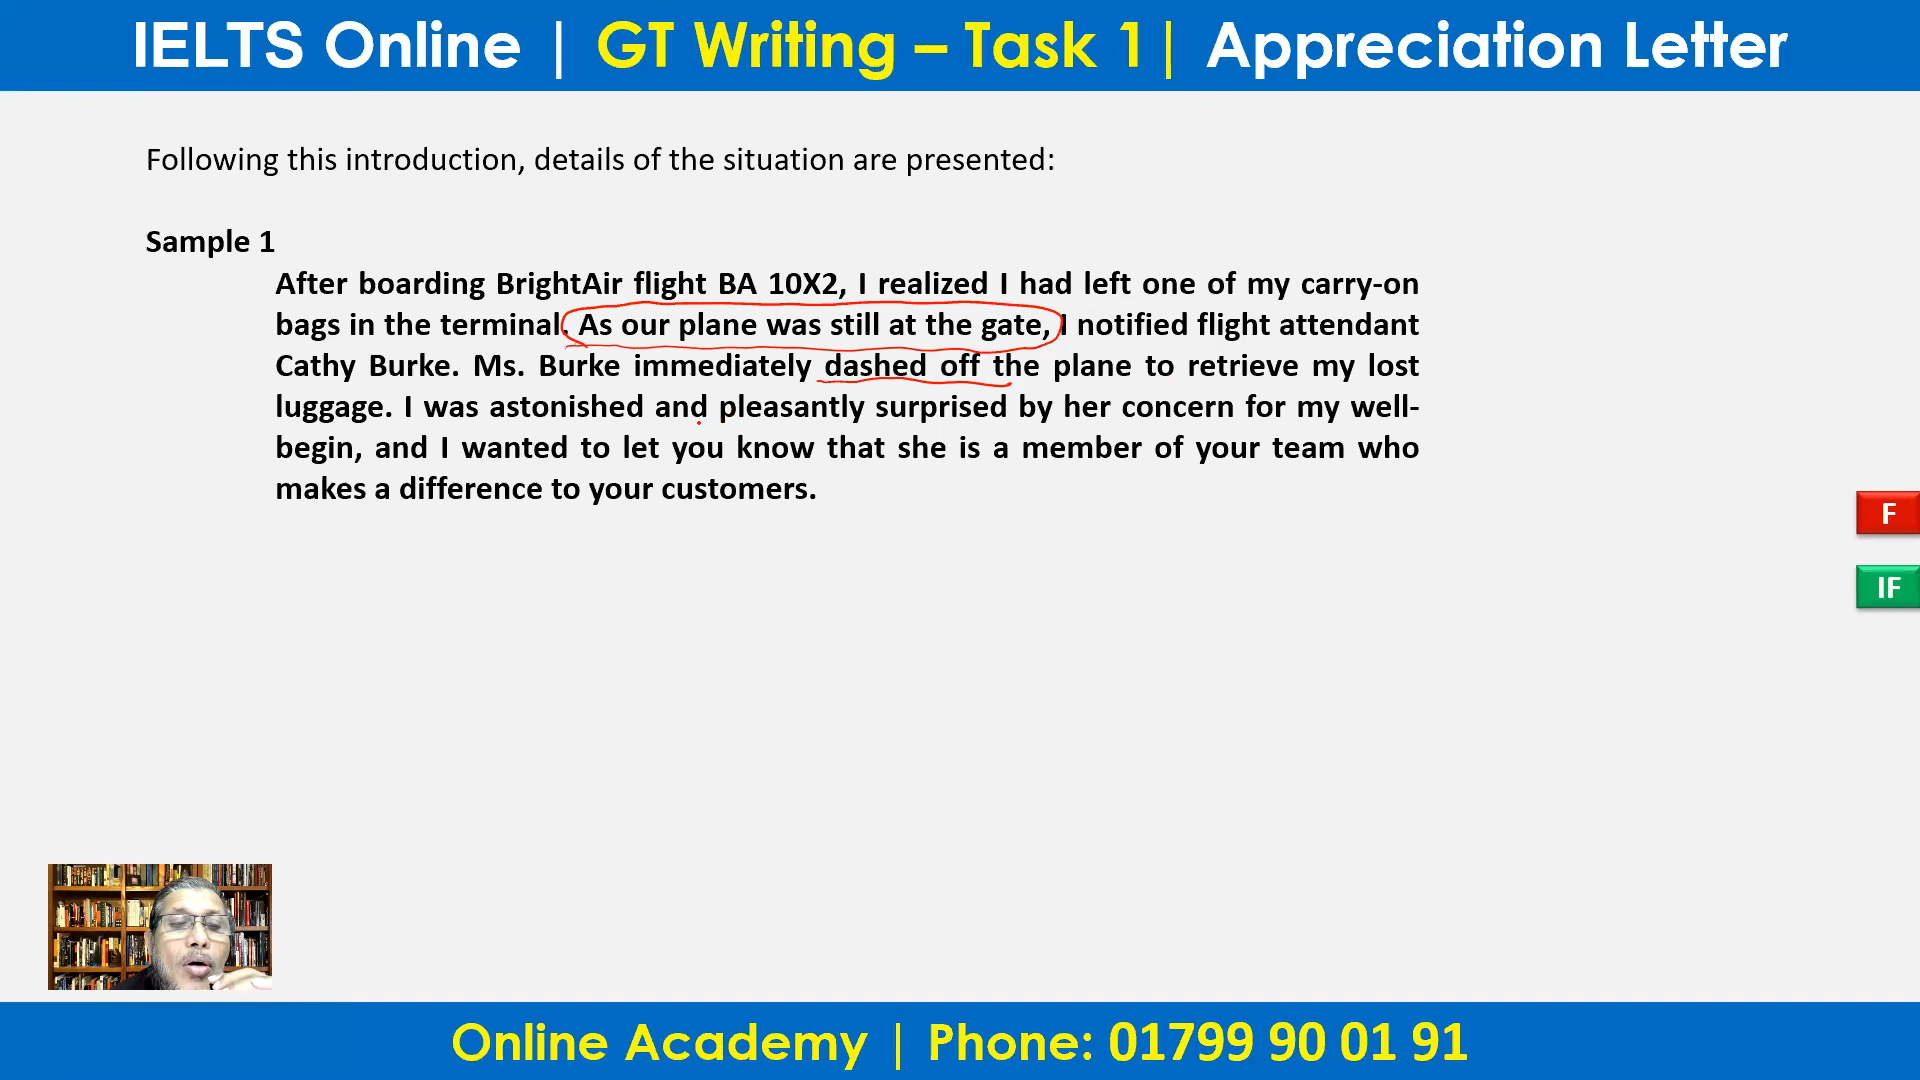 IELTS Online | GT Writing – Task 1 | Appreciation Letter
Following this introduction, details of the situation are presented:
Sample 1
After boarding BrightAir flight BA 10X2, I realized I had left one of my carry-on
bags in the terminal. As our plane was still at the gate, I notified flight attendant
Cathy Burke. Ms. Burke immediately dashed off the plane to retrieve my lost
luggage. I was astonished and pleasantly surprised by her concern for my well-
begin, and I wanted to let you know that she is a member of your team who
makes a difference to your customers.
F
IF
Online Academy | Phone: 01799 90 01 91